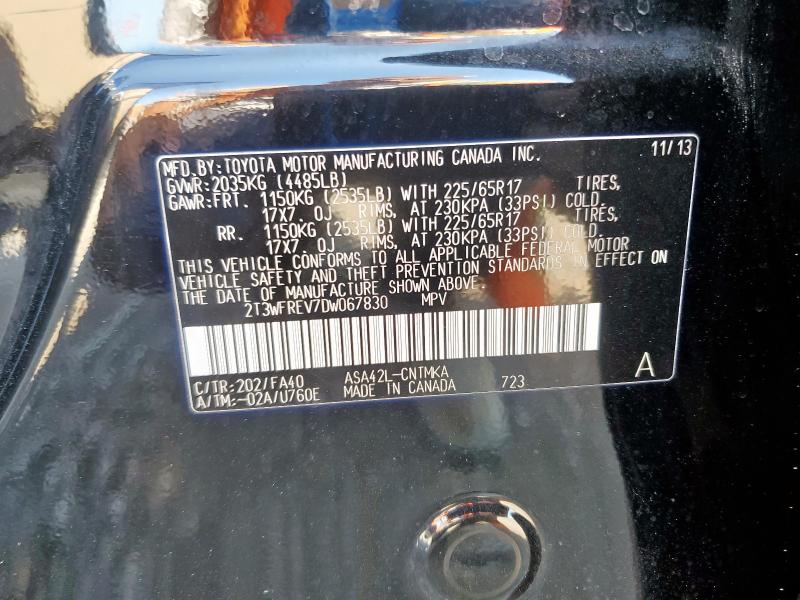 MFD.BY:TOYOTA MOTOR MANUFACTURING CANADA INC. 11/13
GVWR:2035KG (4485LB)
GAWR:FRT. 1150KG (2535LB) WITH 225/65R17 TIRES,
17X7. 0J RIMS, AT 230KPA (33PSI) COLD.
RR. 1150KG (2535LB) WITH 225/65R17 TIRES,
17X7. 0J RIMS, AT 230KPA (33PSI) COLD.
THIS VEHICLE CONFORMS TO ALL APPLICABLE FEDERAL MOTOR
VEHICLE SAFETY AND THEFT PREVENTION STANDARDS IN EFFECT ON
THE DATE OF MANUFACTURE SHOWN ABOVE.
2T3WFREV7DW067830 MPV
A
C/TR:202/FA40 ASA42L-CNTMKA
A/TM:-02A/U760E MADE IN CANADA 723